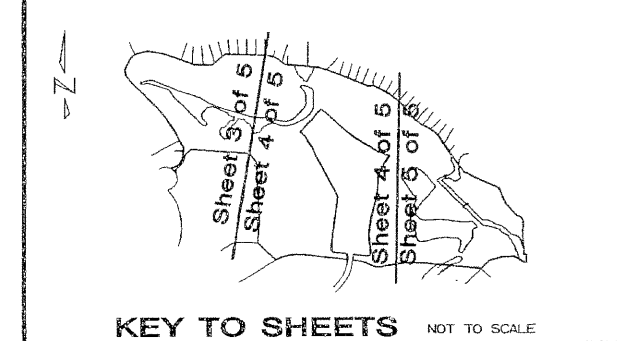 N
Sheet 3 of 5
Sheet 4 of 5
Sheet 4 of 5
Sheet 5 of 5
KEY TO SHEETS NOT TO SCALE